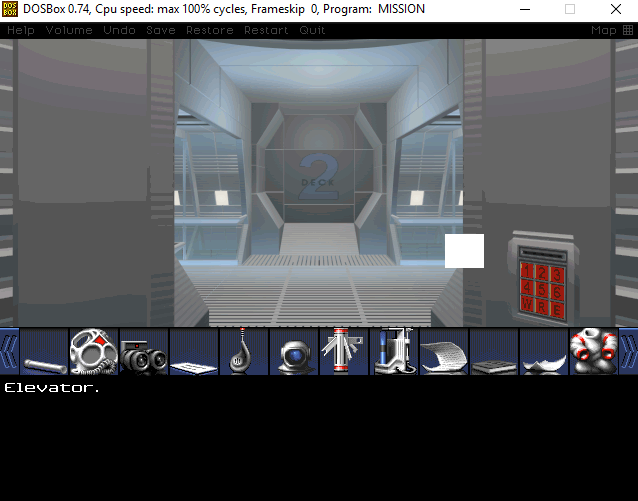 DOSBox 0.74, Cpu speed: max 100% cycles, Frameskip 0, Program: MISSION
Help Volume Undo Save Restore Restart Quit Map
2
DECK
1 2 3
4 5 6
W R E
Elevator.